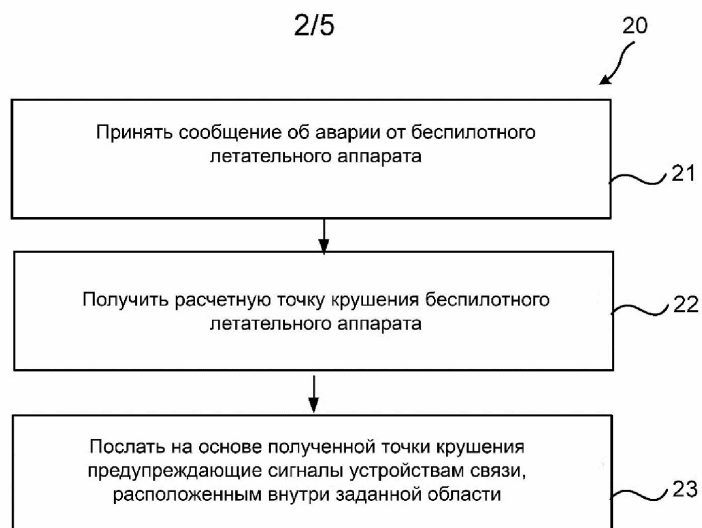 2/5
20
Принять сообщение об аварии от беспилотного
летательного аппарата
21
Получить расчетную точку крушения беспилотного
летательного аппарата
22
Послать на основе полученной точки крушения
предупреждающие сигналы устройствам связи,
расположенным внутри заданной области
23